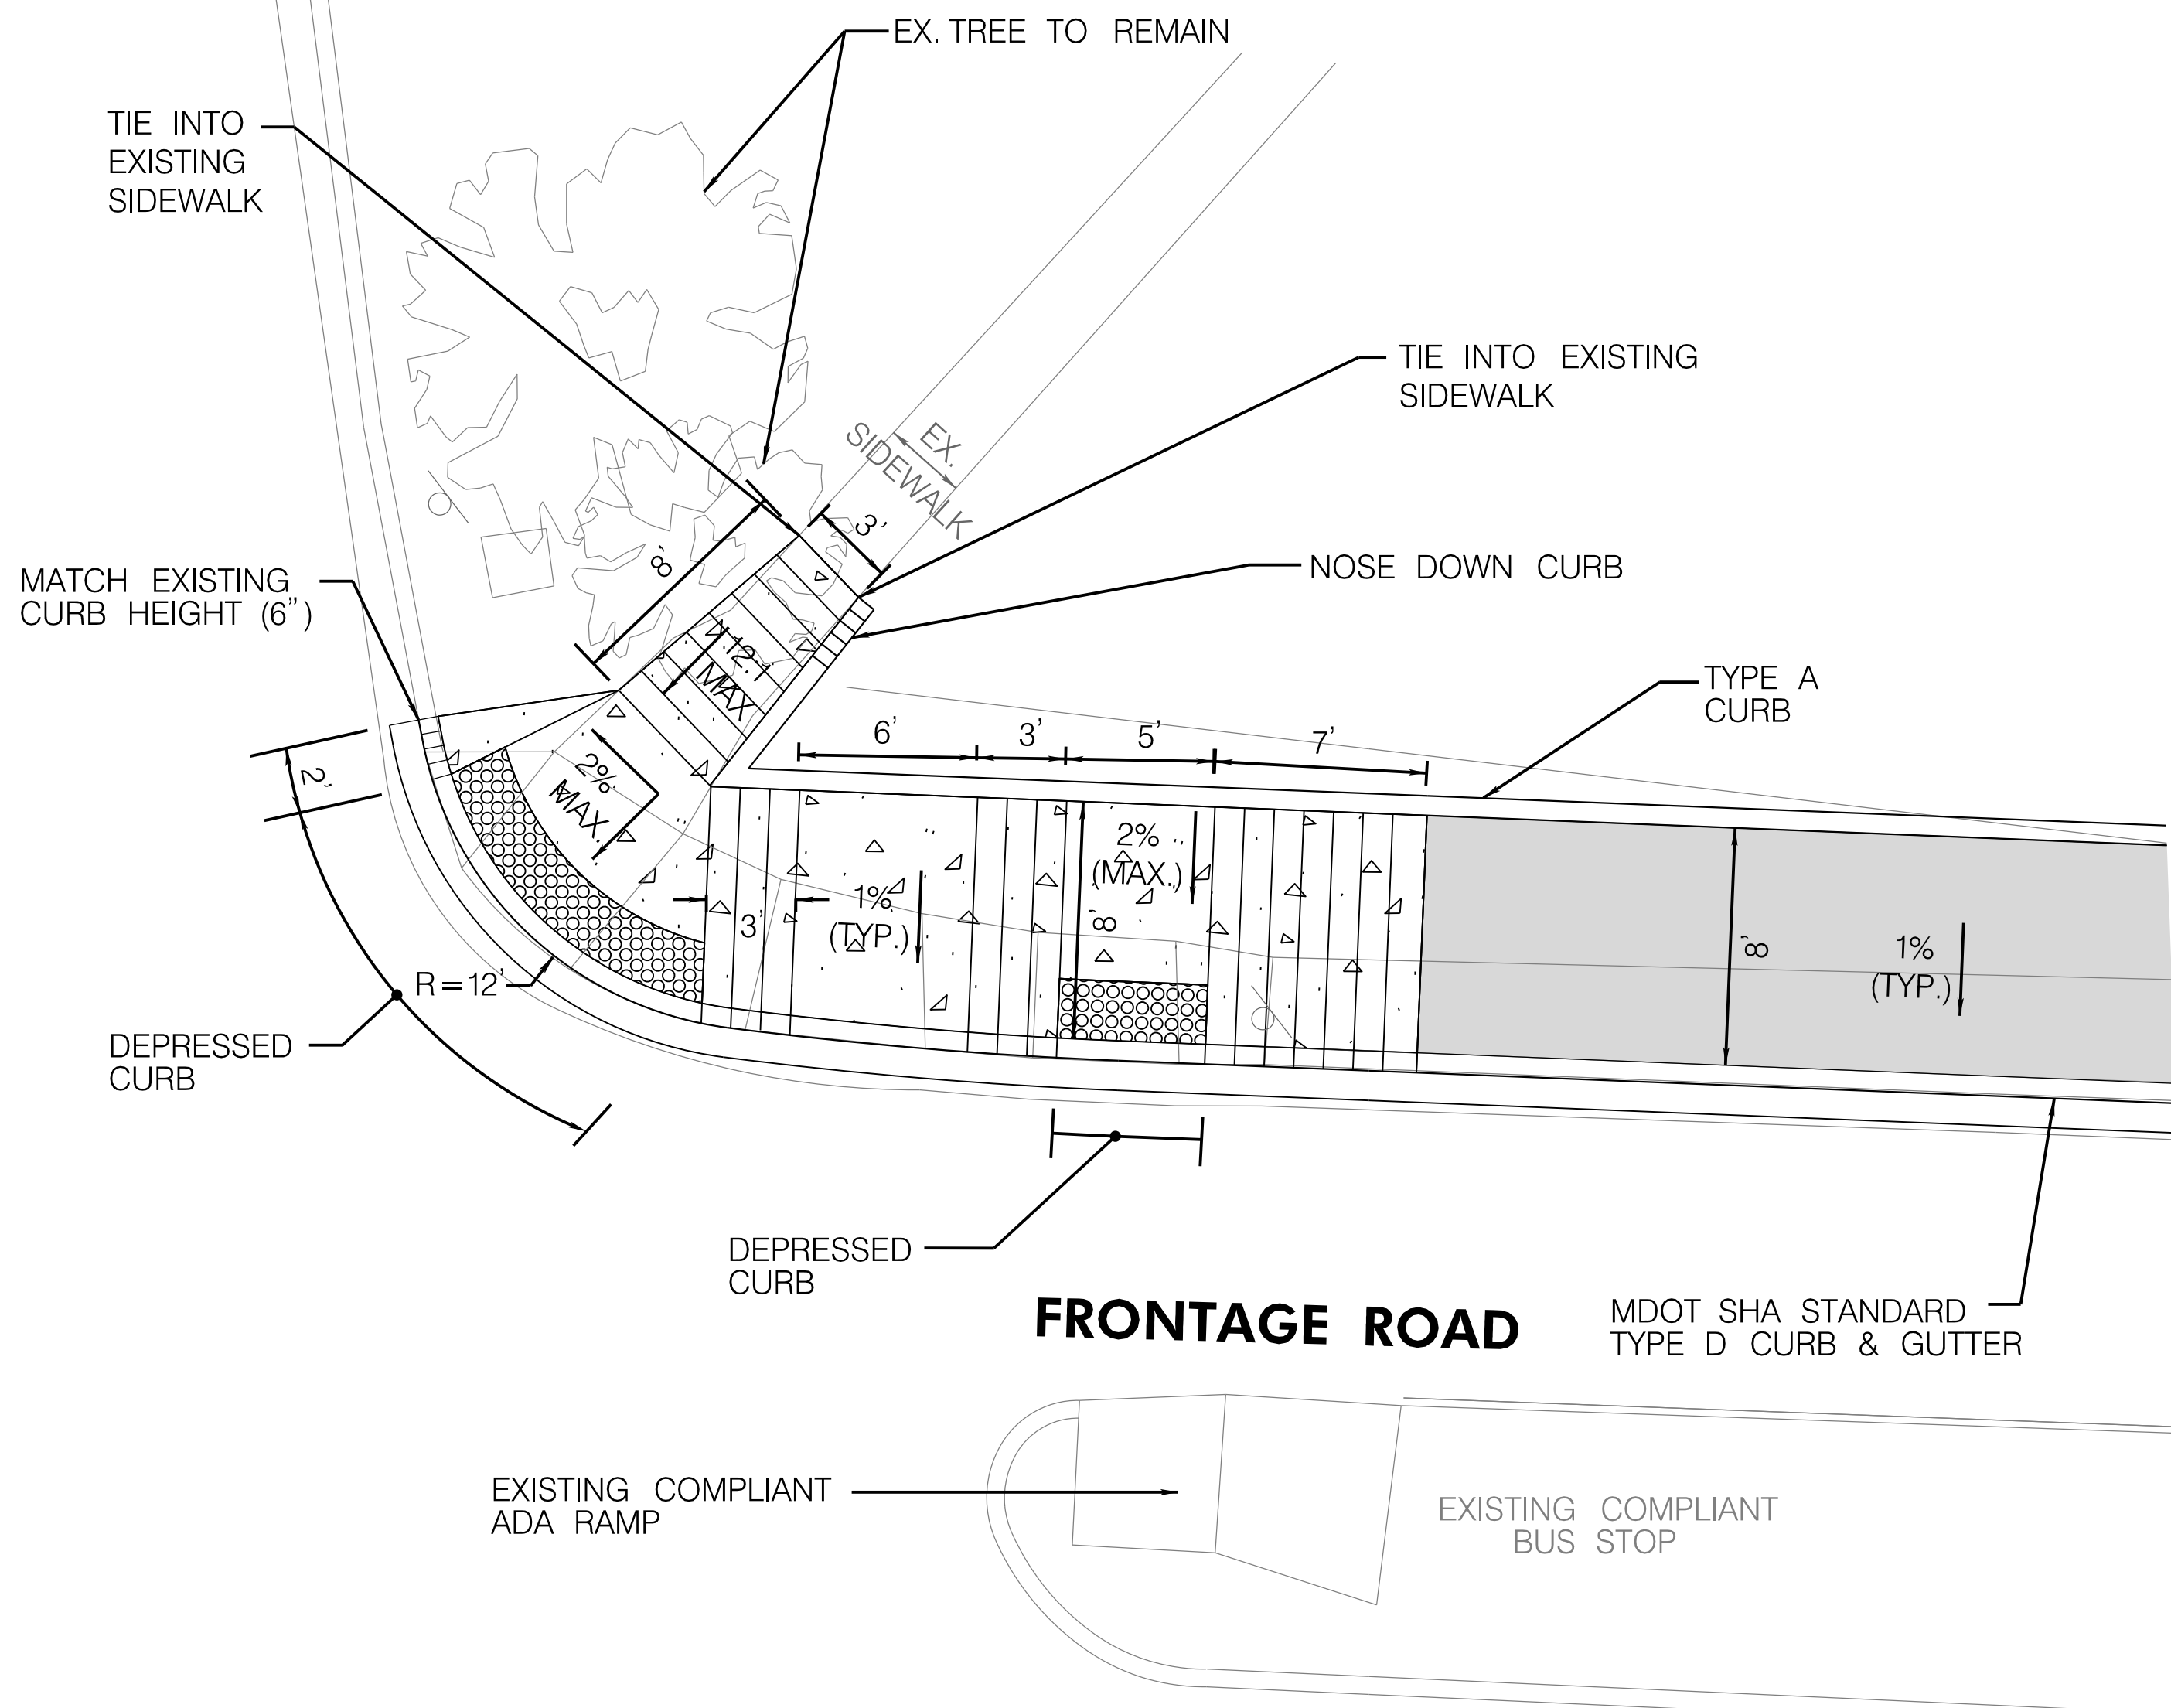 EX. TREE TO REMAIN
TIE INTO
EXISTING
SIDEWALK
TIE INTO EXISTING
SIDEWALK
EX.
SIDEWALK
3'
8'
NOSE DOWN CURB
MATCH EXISTING
CURB HEIGHT (6")
12:1
MAX
TYPE A
CURB
6'
3'
5'
7'
2'
2%
MAX.
2%
(MAX.)
3'
1%
(TYP.)
8'
8'
1%
(TYP.)
R=12'
DEPRESSED
CURB
DEPRESSED
CURB
FRONTAGE ROAD
MDOT SHA STANDARD
TYPE D CURB & GUTTER
EXISTING COMPLIANT
ADA RAMP
EXISTING COMPLIANT
BUS STOP